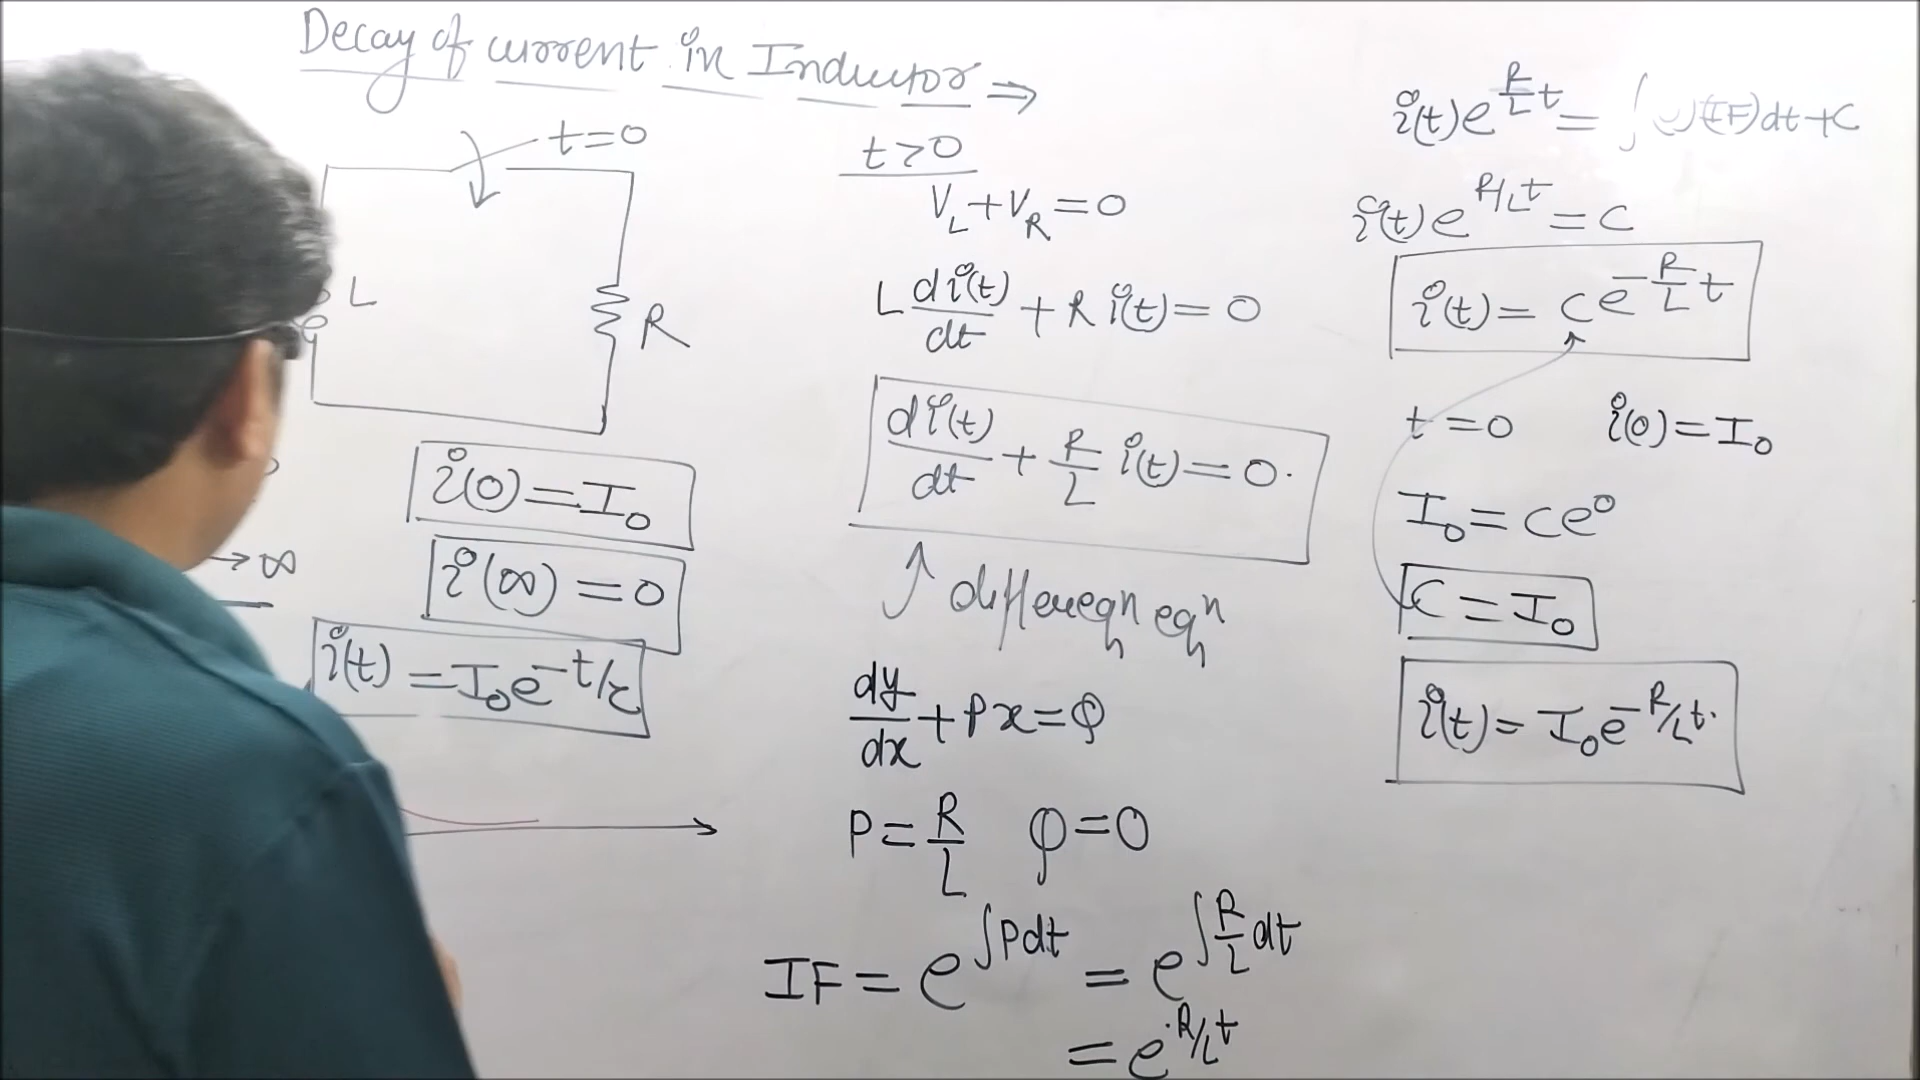 Decay of current in Inductor ⇒
t=0
L
R
i(0)=I₀
→∞
i(∞)=0
i(t)=I₀e^-t/τ
t>0
V_L+V_R=0
L di(t)/dt + R i(t)=0
di(t)/dt + R/L i(t)=0.
↑ differeqn eqn
dy/dx+Px=Q
P=R/L φ=0
IF=e^∫Pdt = e^∫R/L dt
= e^R/L t
i(t)e^R/L t = ∫ (IF)dt+C
i(t)e^R/L t = C
i(t)= Ce^-R/L t
t=0 i(0)=I₀
I₀=Ce⁰
C=I₀
i(t)= I₀e^-R/L t.